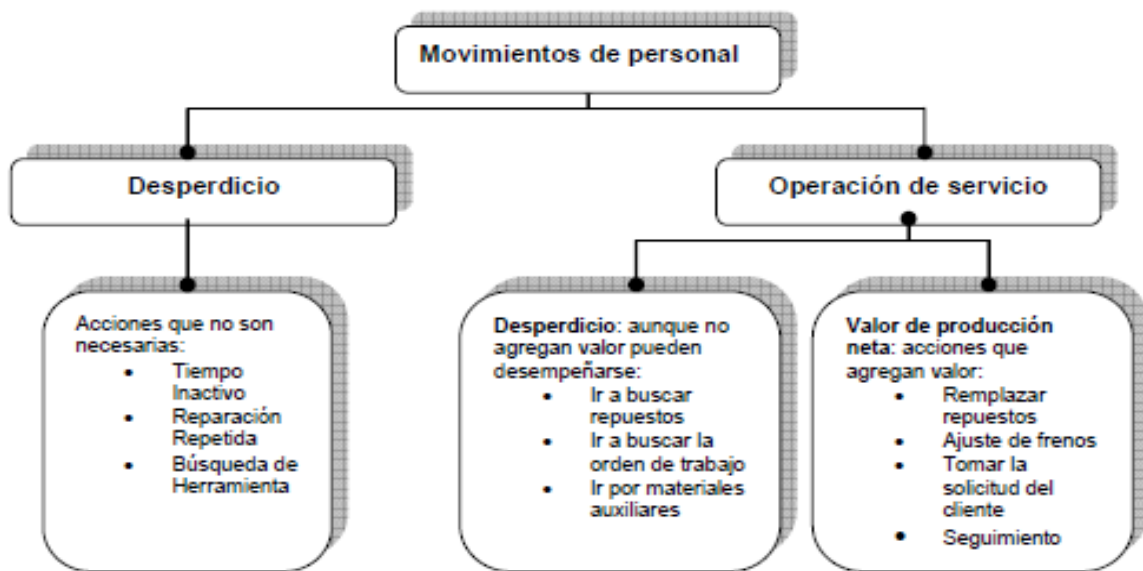 Movimientos de personal
Desperdicio
Operación de servicio
Acciones que no son
necesarias:
• Tiempo
Inactivo
• Reparación
Repetida
• Búsqueda de
Herramienta
Desperdicio: aunque no
agregan valor pueden
desempeñarse:
• Ir a buscar
repuestos
• Ir a buscar la
orden de trabajo
• Ir por materiales
auxiliares
Valor de producción
neta: acciones que
agregan valor:
• Remplazar
repuestos
• Ajuste de frenos
• Tomar la
solicitud del
cliente
• Seguimiento